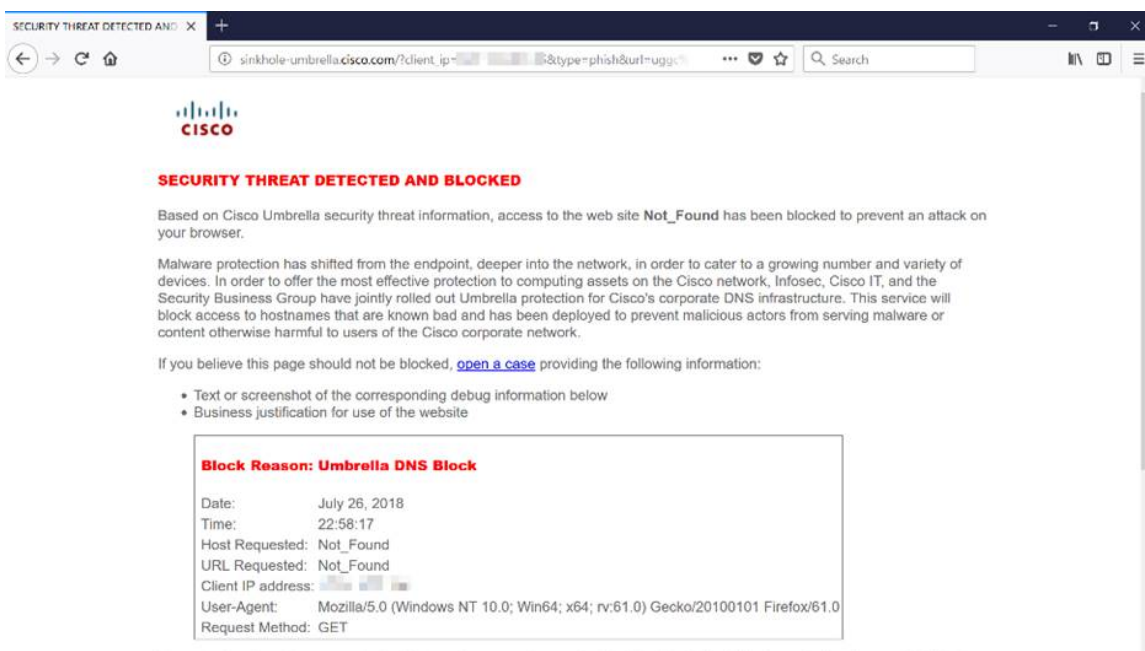 SECURITY THREAT DETECTED AND
sinkhole-umbrella.cisco.com/?client_ip= &type=phish&url=uggc
Search
CISCO
SECURITY THREAT DETECTED AND BLOCKED
Based on Cisco Umbrella security threat information, access to the web site Not_Found has been blocked to prevent an attack on
your browser.
Malware protection has shifted from the endpoint, deeper into the network, in order to cater to a growing number and variety of
devices. In order to offer the most effective protection to computing assets on the Cisco network, Infosec, Cisco IT, and the
Security Business Group have jointly rolled out Umbrella protection for Cisco's corporate DNS infrastructure. This service will
block access to hostnames that are known bad and has been deployed to prevent malicious actors from serving malware or
content otherwise harmful to users of the Cisco corporate network.
If you believe this page should not be blocked, open a case providing the following information:
• Text or screenshot of the corresponding debug information below
• Business justification for use of the website
Block Reason: Umbrella DNS Block
Date: July 26, 2018
Time: 22:58:17
Host Requested: Not_Found
URL Requested: Not_Found
Client IP address:
User-Agent: Mozilla/5.0 (Windows NT 10.0; Win64; x64; rv:61.0) Gecko/20100101 Firefox/61.0
Request Method: GET